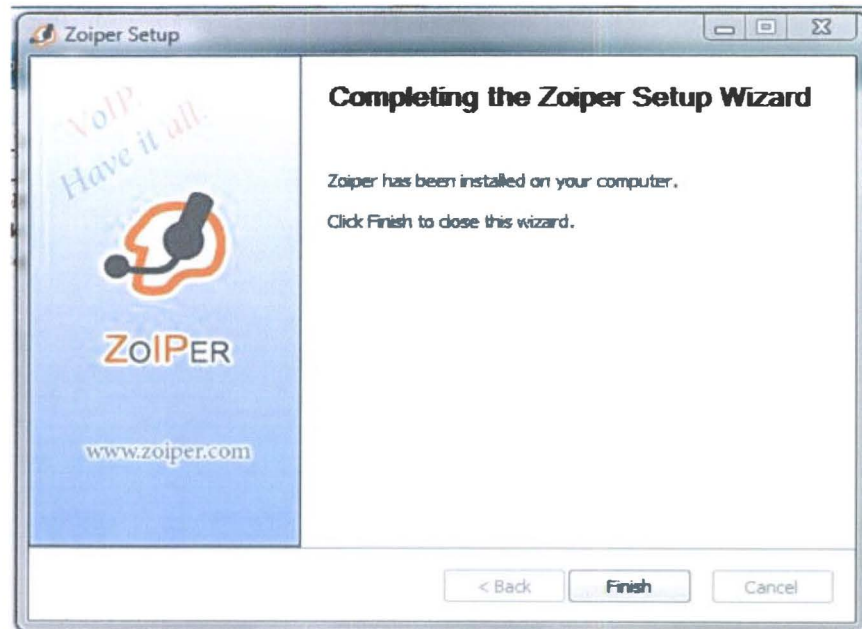 Zoiper Setup
VoIP.
Have it all.
ZOIPER
www.zoiper.com
Completing the Zoiper Setup Wizard
Zoiper has been installed on your computer.
Click Finish to close this wizard.
< Back
Finish
Cancel